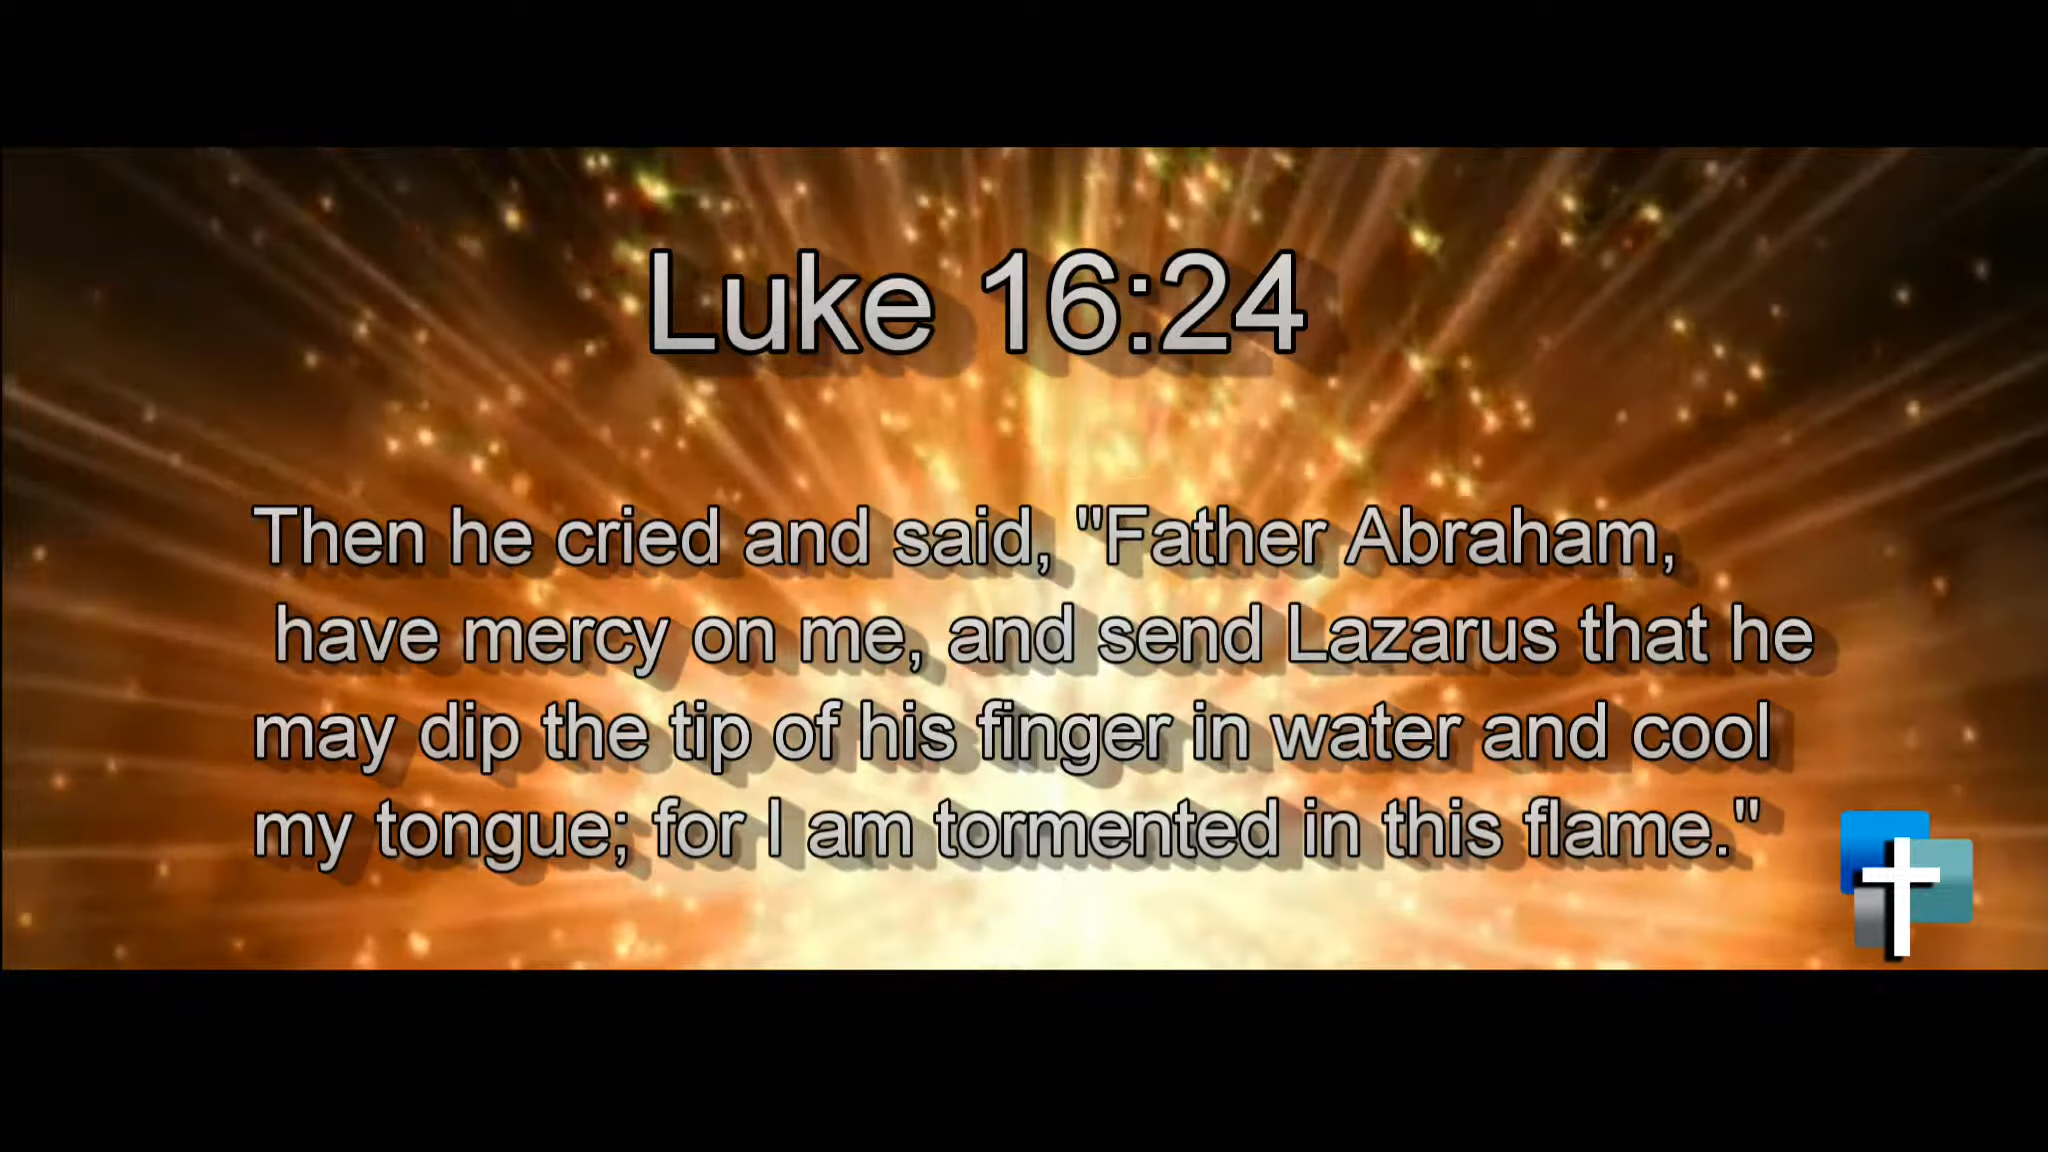 Luke 16:24
Then he cried and said, "Father Abraham,
have mercy on me, and send Lazarus that he
may dip the tip of his finger in water and cool
my tongue; for I am tormented in this flame."